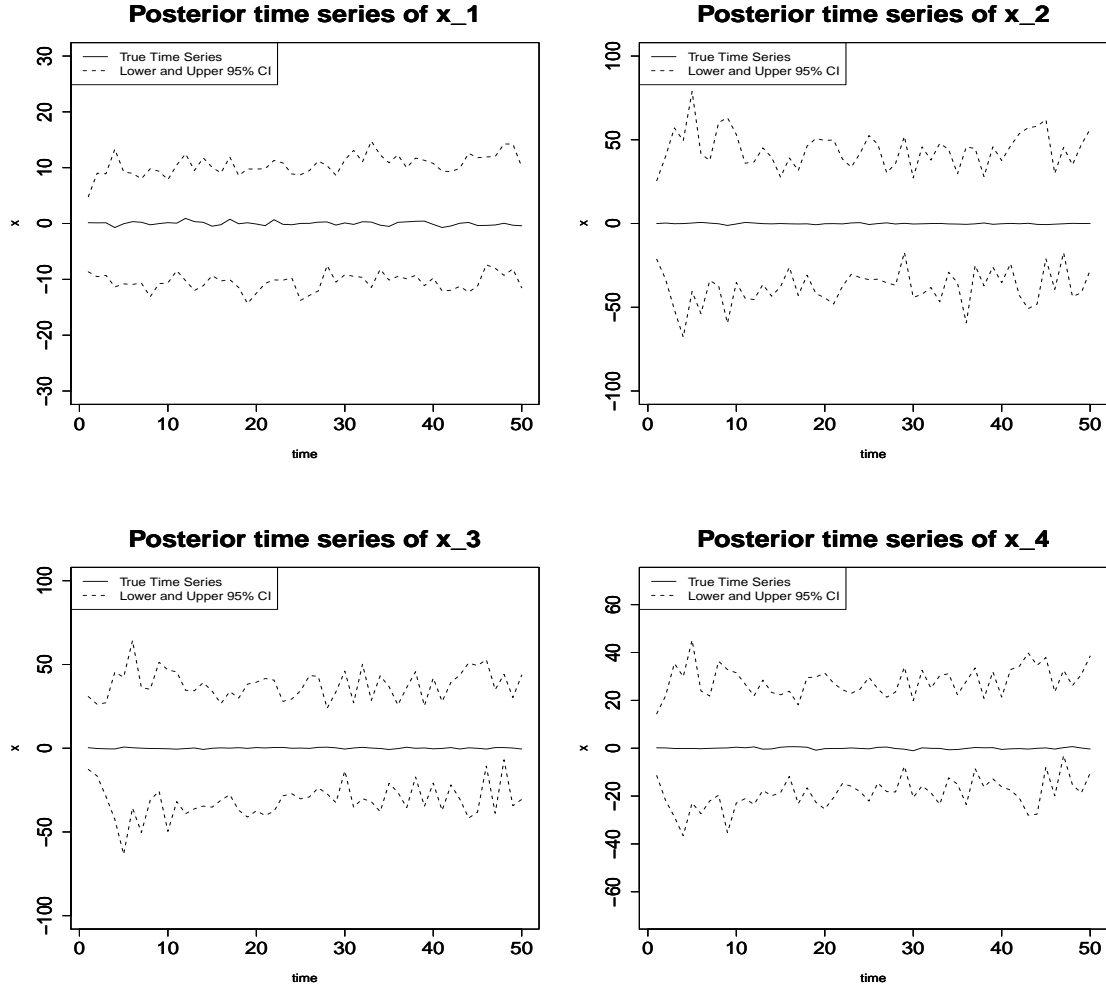 Posterior time series of x_1
True Time Series
Lower and Upper 95% CI
30
20
10
0
−10
−20
−30
x
0 10 20 30 40 50
time
Posterior time series of x_2
True Time Series
Lower and Upper 95% CI
100
50
0
−50
−100
x
0 10 20 30 40 50
time
Posterior time series of x_3
True Time Series
Lower and Upper 95% CI
100
50
0
−50
−100
x
0 10 20 30 40 50
time
Posterior time series of x_4
True Time Series
Lower and Upper 95% CI
60
40
20
0
−20
−40
−60
x
0 10 20 30 40 50
time